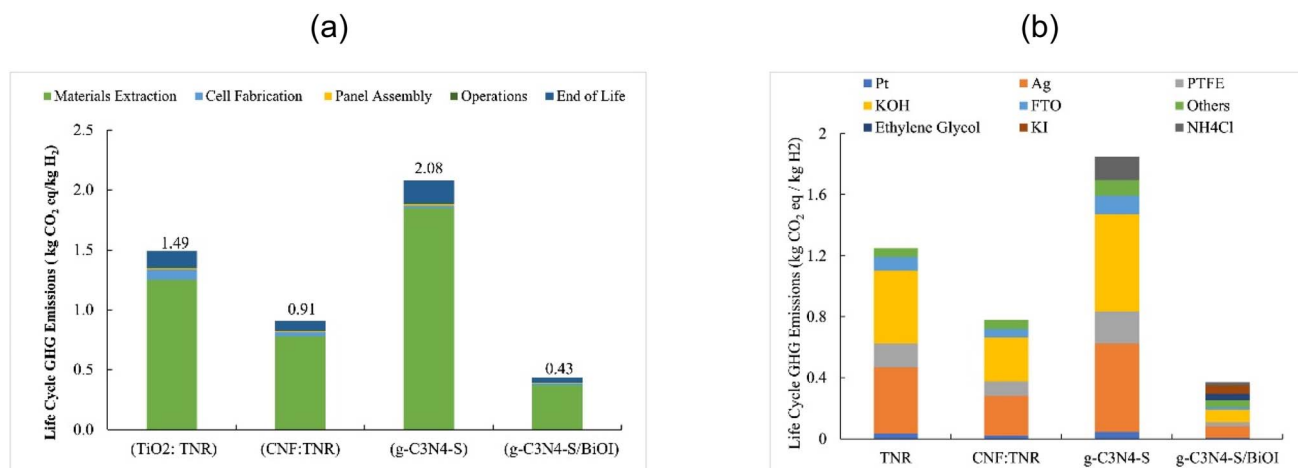 (a)
Materials Extraction Cell Fabrication Panel Assembly Operations End of Life
Life Cycle GHG Emissions ( kg CO₂ eq/kg H₂)
2.5
2.0
1.5
1.0
0.5
0.0
1.49
0.91
2.08
0.43
(TiO2: TNR) (CNF:TNR) (g-C3N4-S) (g-C3N4-S/BiOI)
(b)
Pt Ag PTFE
KOH FTO Others
Ethylene Glycol KI NH4Cl
Life Cycle GHG Emissions (kg CO₂ eq / kg H2)
2
1.6
1.2
0.8
0.4
0
TNR CNF:TNR g-C3N4-S g-C3N4-S/BiOI